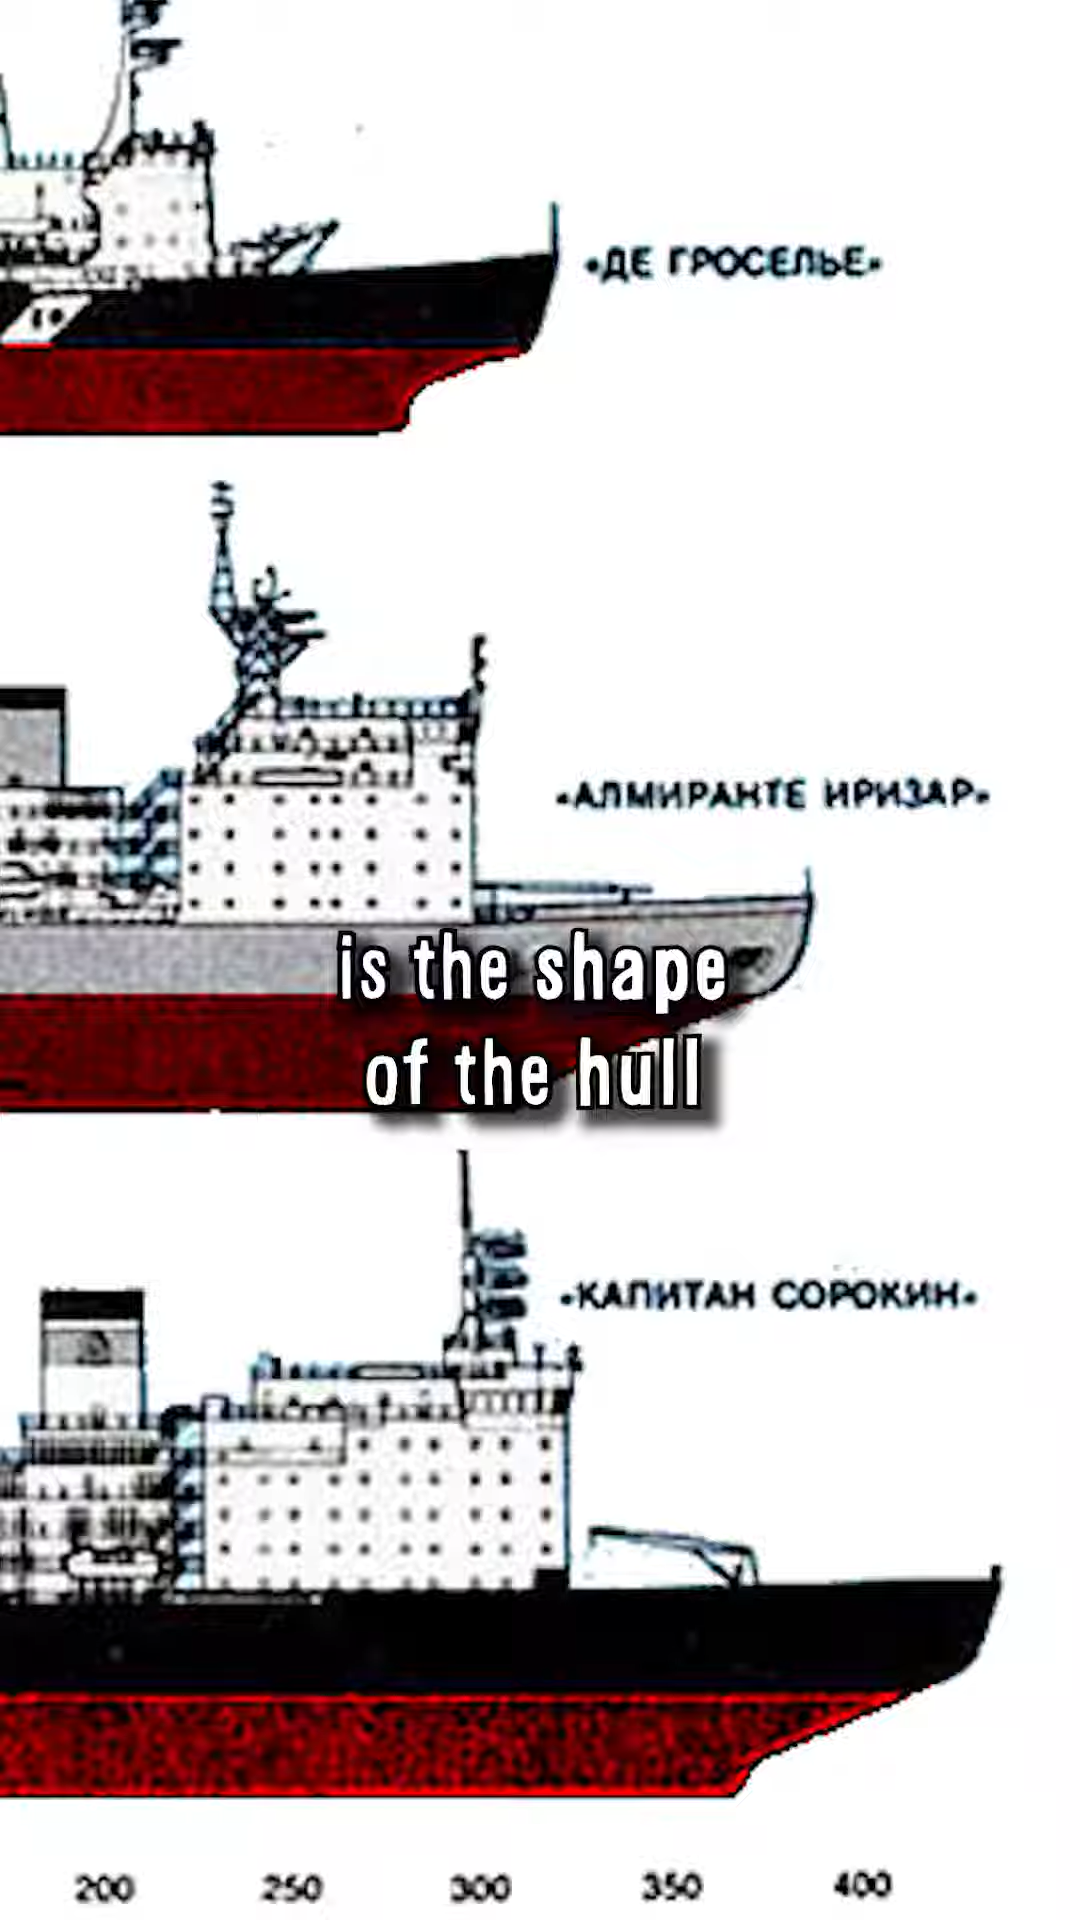 «ДЕ ГРОСЕЛЬЕ»
«АЛМИРАНТЕ ИРИЗАР»
is the shape
of the hull
«КАПИТАН СОРОКИН»
200 250 300 350 400